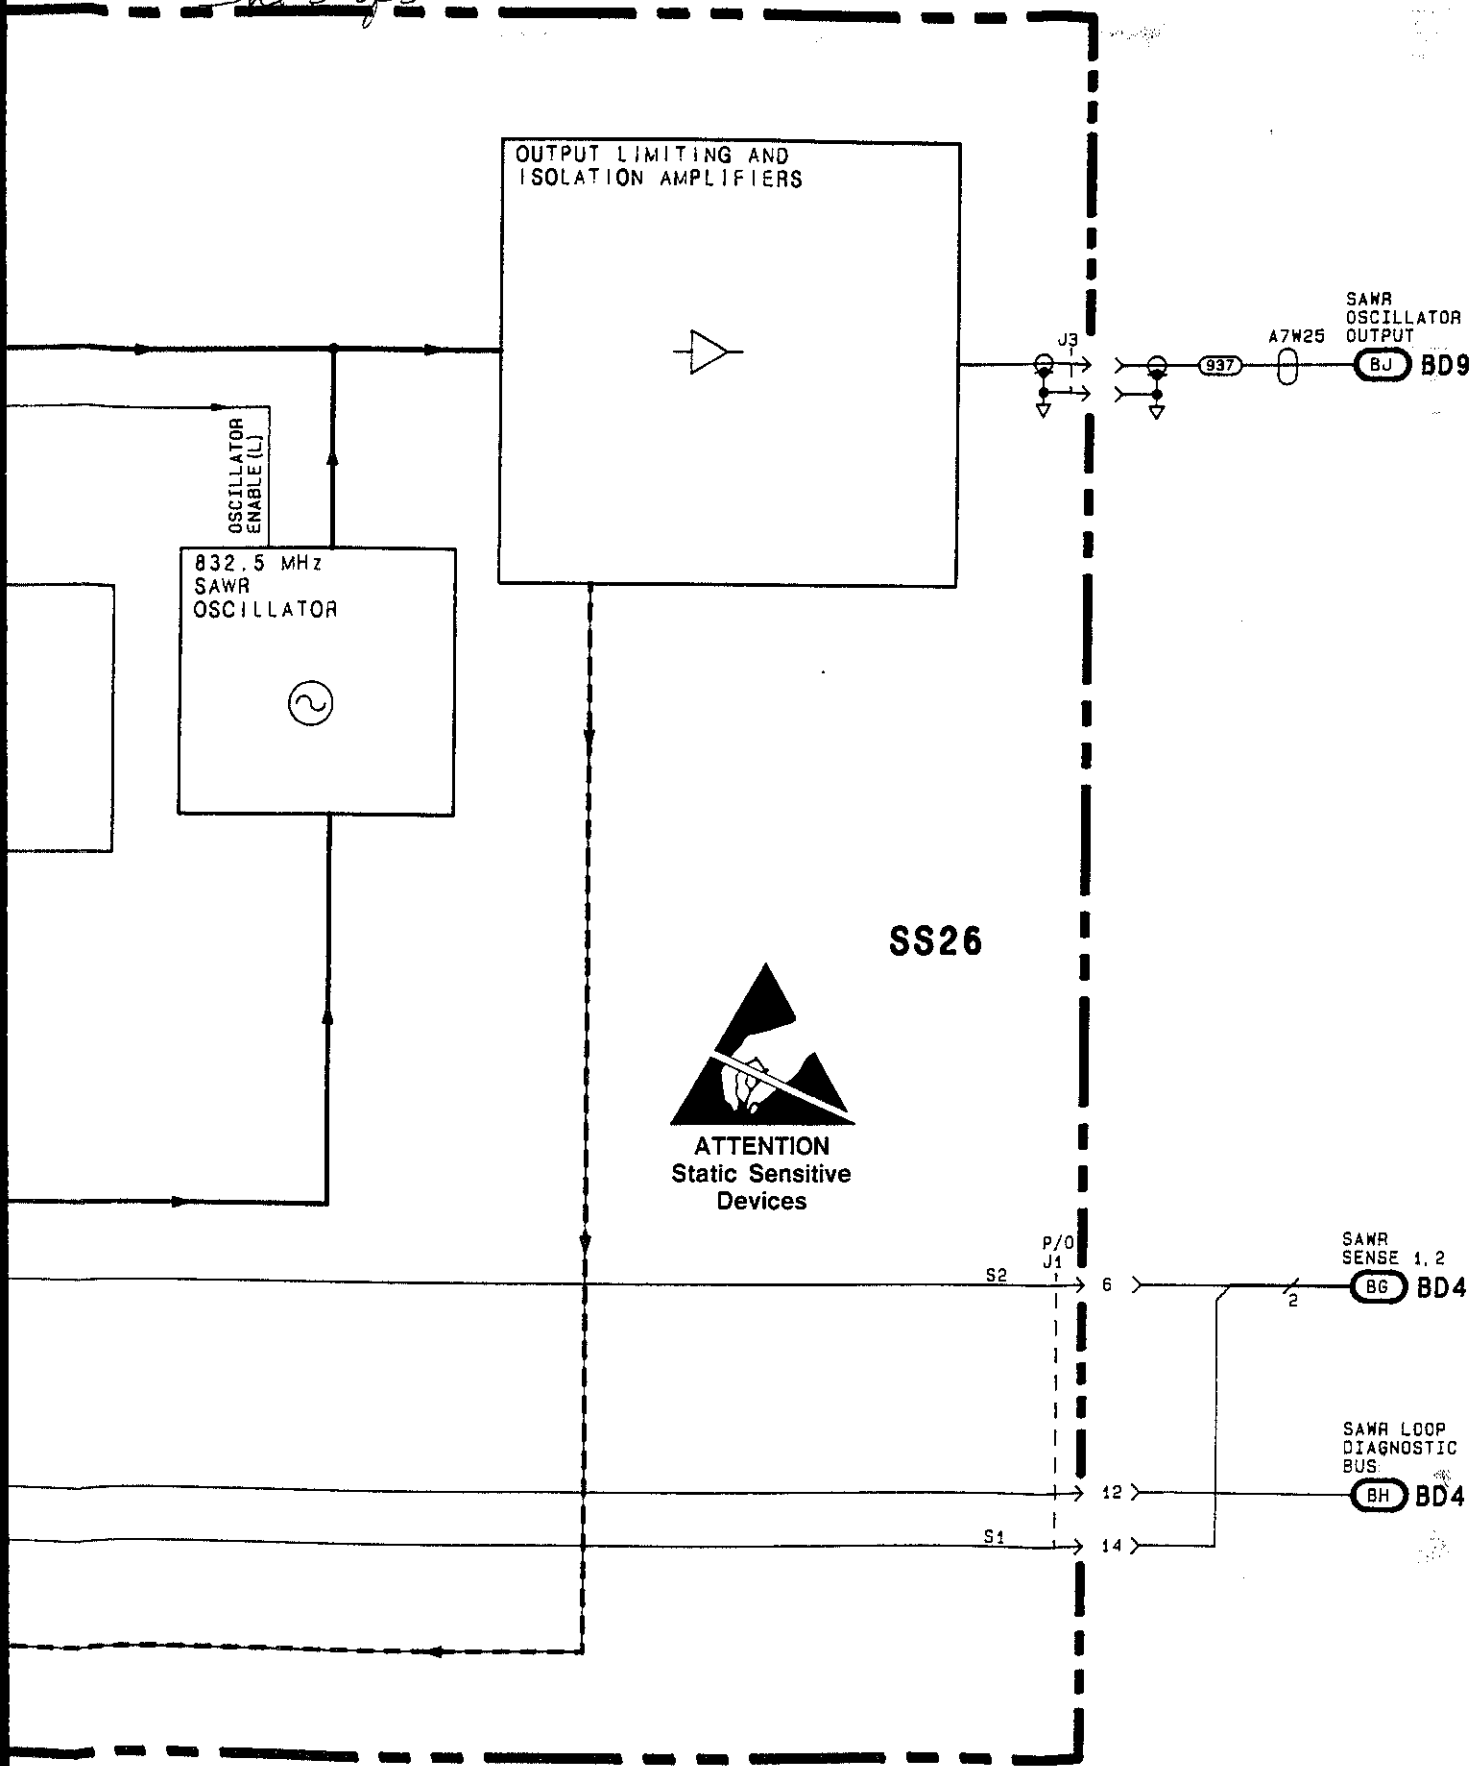 OUTPUT LIMITING AND
ISOLATION AMPLIFIERS
SAWR
OSCILLATOR
OUTPUT
J3
A7W25
937
BJ BD9
OSCILLATOR
ENABLE(L)
832.5 MHz
SAWR
OSCILLATOR
SS26
ATTENTION
Static Sensitive
Devices
P/O
J1
SAWR
SENSE 1,2
S2
6
2
BG BD4
SAWR LOOP
DIAGNOSTIC
BUS
12
BH BD4
S1
14